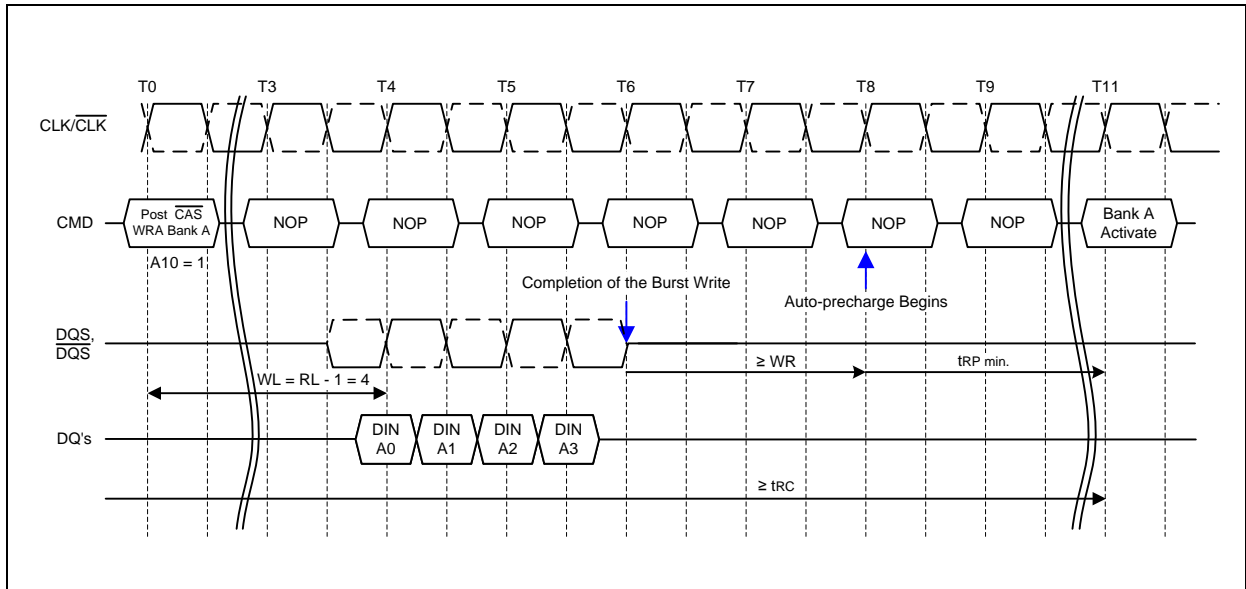 T0 T3 T4 T5 T6 T7 T8 T9 T11
CLK/CLK
CMD
Post CAS
WRA Bank A
NOP NOP NOP NOP NOP NOP NOP
Bank A
Activate
A10 = 1
Completion of the Burst Write
Auto-precharge Begins
DQS,
DQS
≥ WR
tRP min.
WL = RL - 1 = 4
DQ's
DIN
A0
DIN
A1
DIN
A2
DIN
A3
≥ tRC